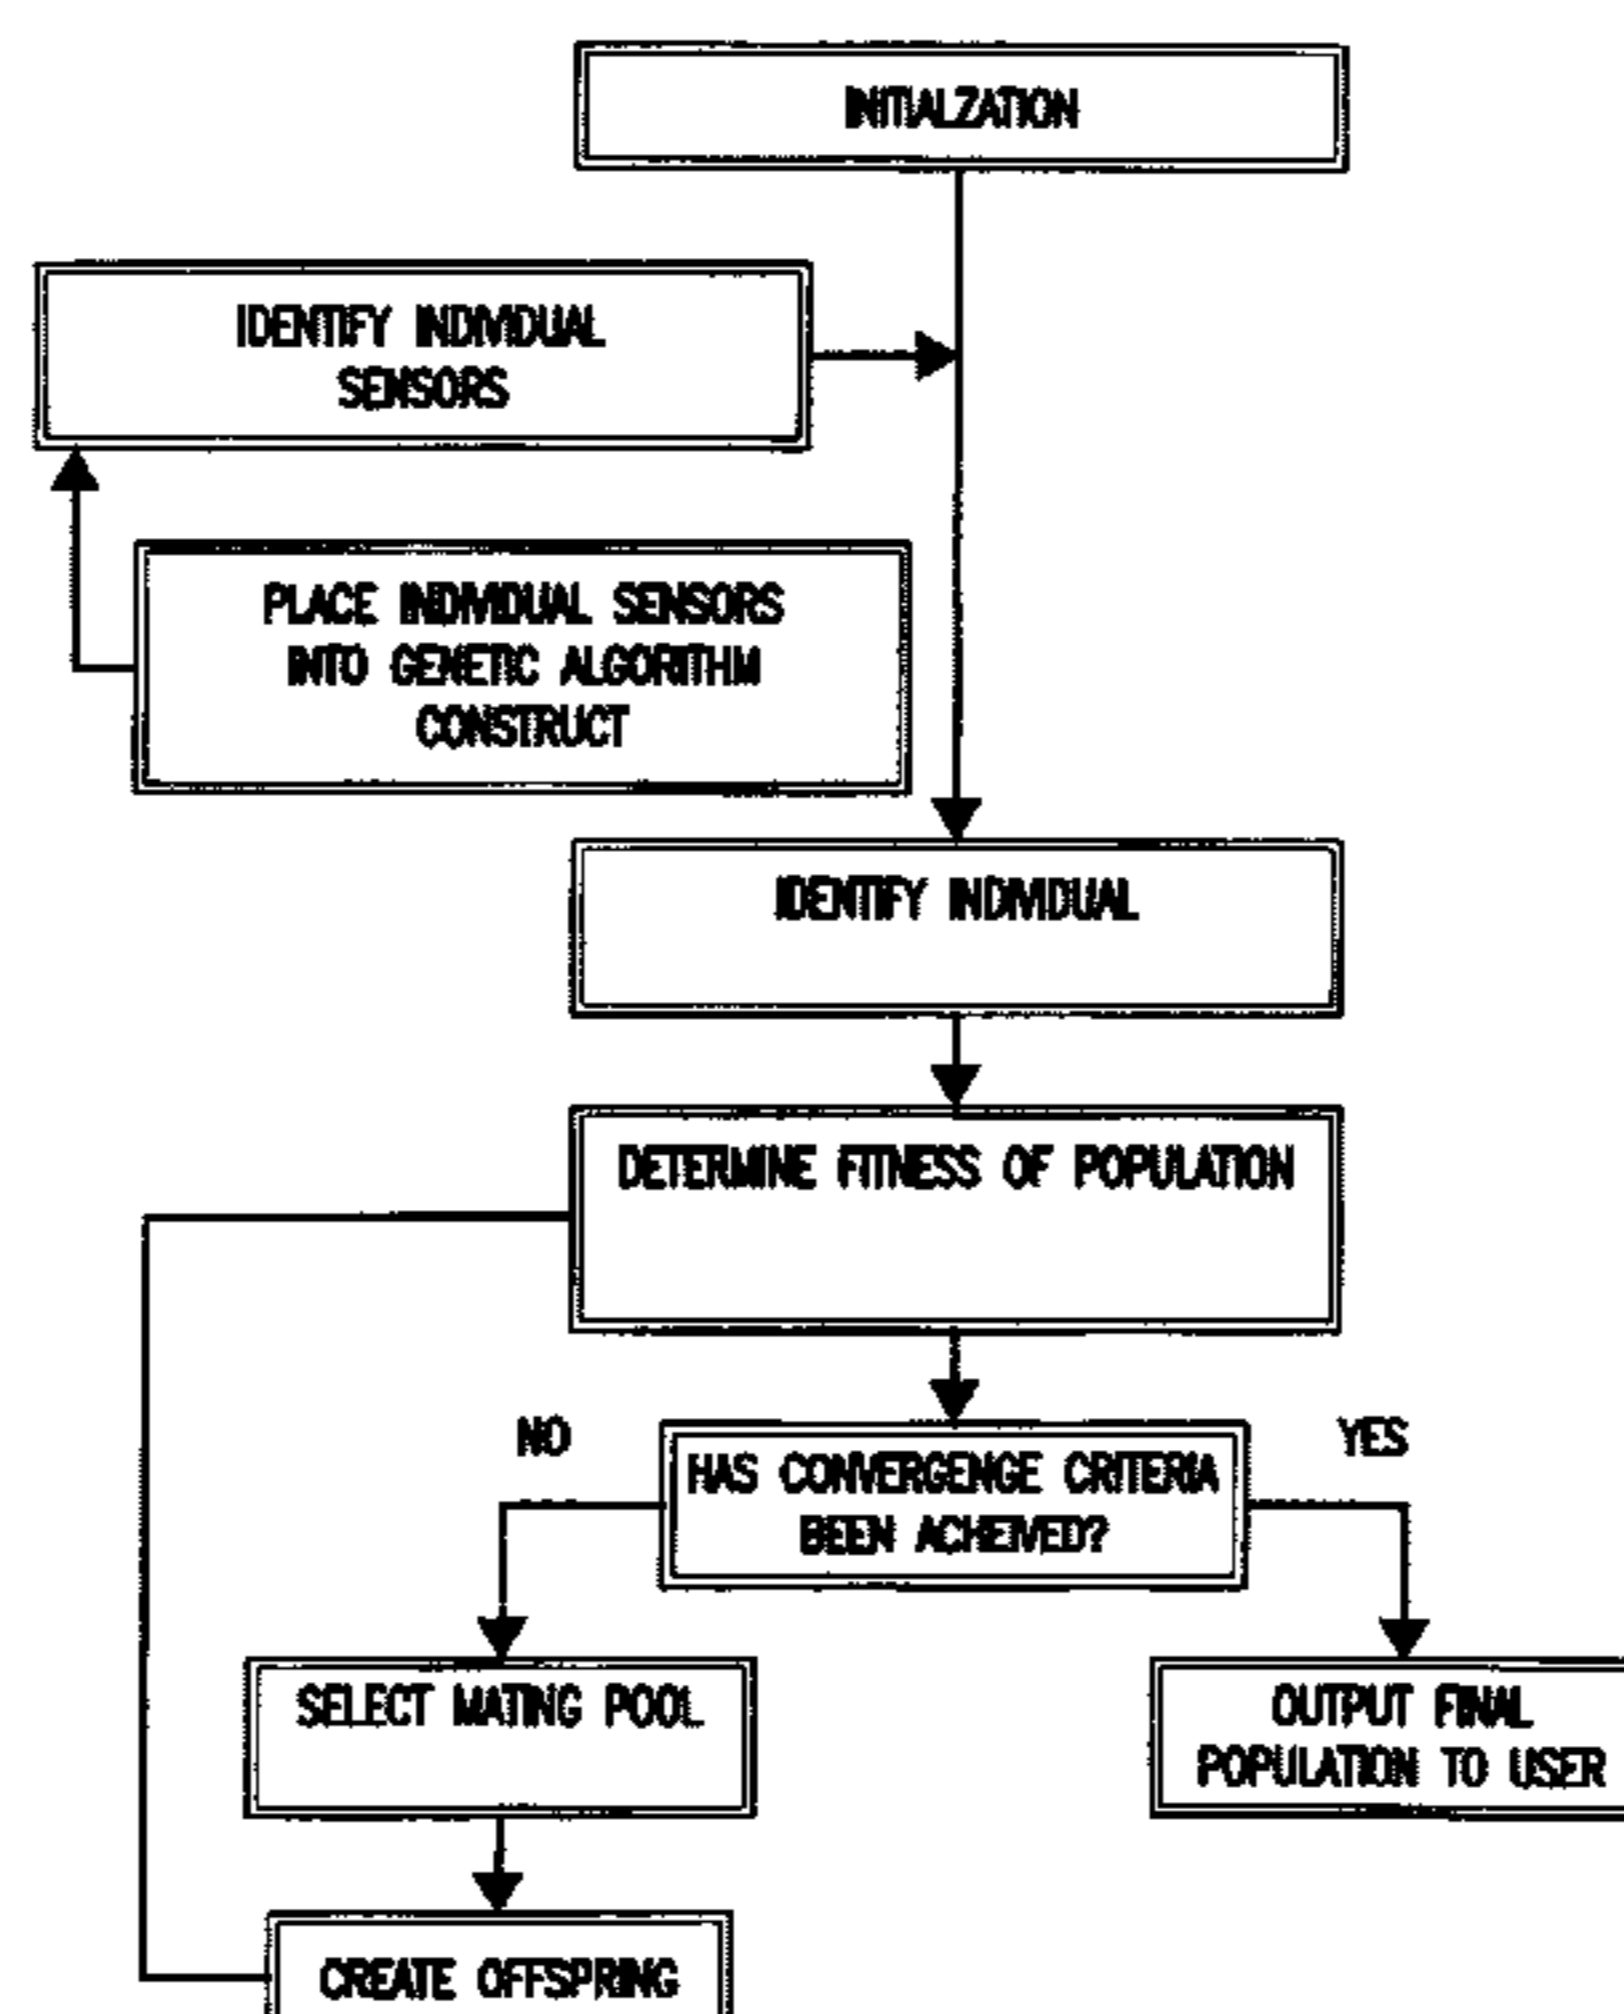 INITIALZATION
IDENTIFY INDIVIDUAL
SENSORS
PLACE INDIVIDUAL SENSORS
INTO GENETIC ALGORITHM
CONSTRUCT
IDENTIFY INDIVIDUAL
DETERMINE FITNESS OF POPULATION
NO
YES
HAS CONVERGENGE CRITERIA
BEEN ACHEIVED?
SELECT MATING POOL
OUTPUT FINAL
POPULATION TO USER
CREATE OFFSPRING